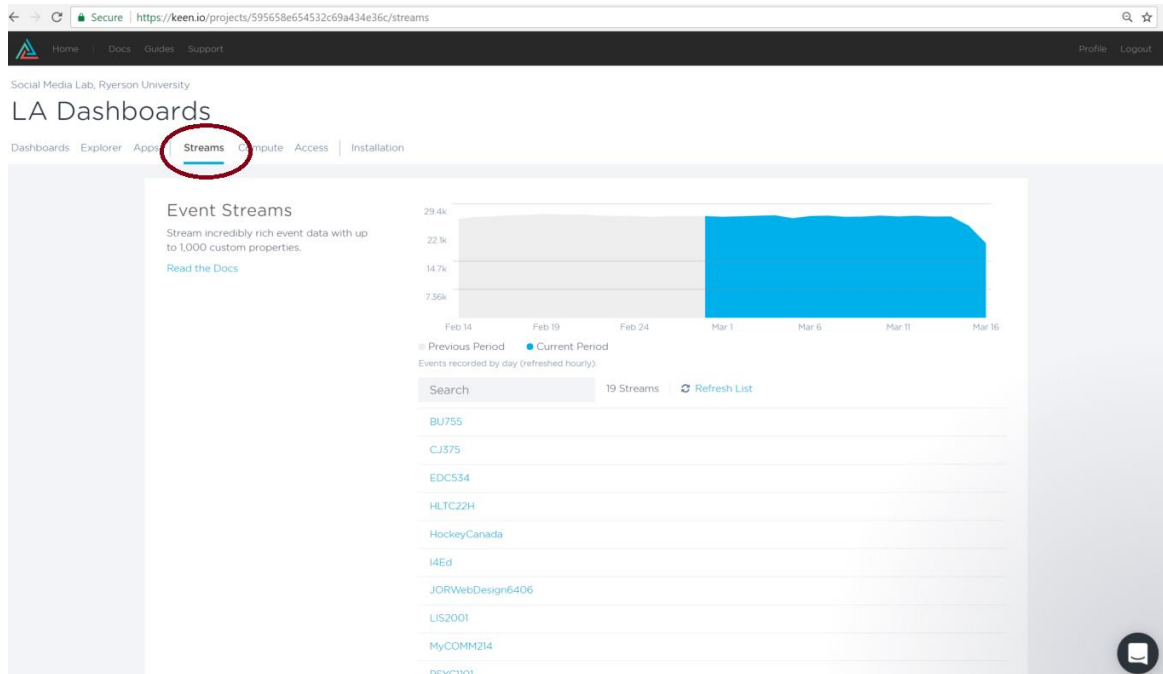 Secure | https://keen.io/projects/595658e654532c69a434e36c/streams
Home | Docs Guides Support Profile Logout
Social Media Lab, Ryerson University
LA Dashboards
Dashboards Explorer Apps | Streams Compute Access | Installation
Event Streams
Stream incredibly rich event data with up
to 1,000 custom properties.
Read the Docs
29.4k
22.1k
14.7k
7.36k
Feb 14 Feb 19 Feb 24 Mar 1 Mar 6 Mar 11 Mar 16
Previous Period Current Period
Events recorded by day (refreshed hourly).
Search 19 Streams Refresh List
BU755
CJ375
EDC534
HLTC22H
HockeyCanada
I4Ed
JORWebDesign6406
LIS2001
MyCOMM214